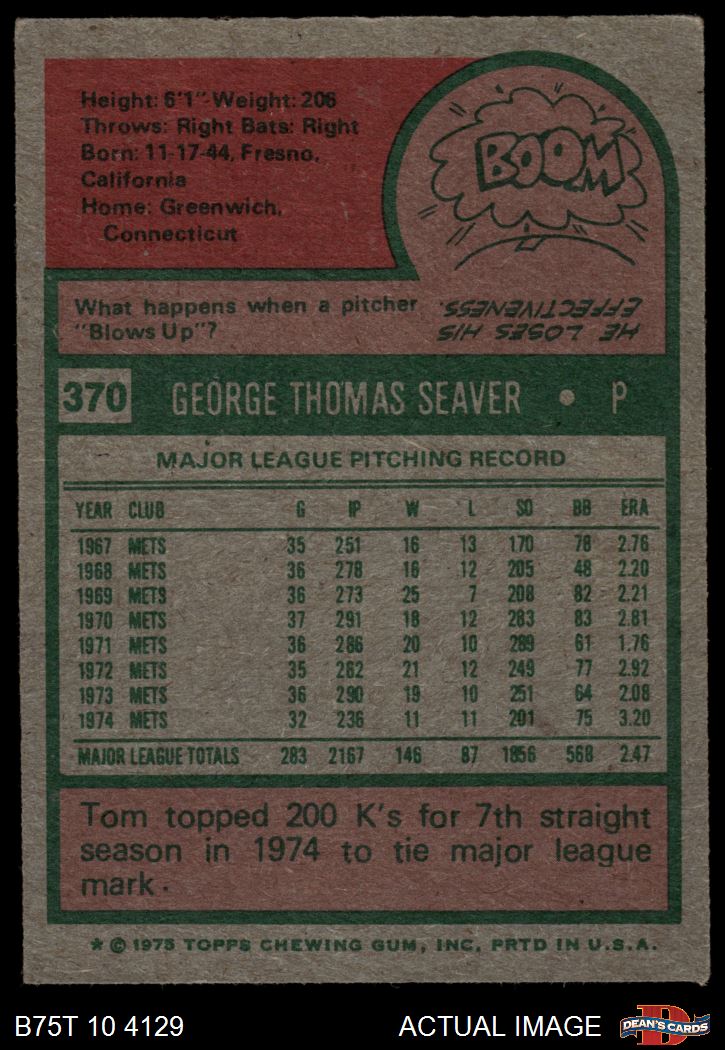 Height: 6'1" Weight: 206
Throws: Right Bats: Right
Born: 11-17-44, Fresno,
California
Home: Greenwich,
Connecticut
BOOM
What happens when a pitcher
"Blows Up"?
HE LOSES HIS
EFFECTIVENESS.
370 GEORGE THOMAS SEAVER • P
MAJOR LEAGUE PITCHING RECORD
YEAR CLUB G IP W L SO BB ERA
1967 METS 35 251 16 13 170 78 2.76
1968 METS 36 278 16 12 205 48 2.20
1969 METS 36 273 25 7 208 82 2.21
1970 METS 37 291 18 12 283 83 2.81
1971 METS 36 286 20 10 289 61 1.76
1972 METS 35 262 21 12 249 77 2.92
1973 METS 36 290 19 10 251 64 2.08
1974 METS 32 236 11 11 201 75 3.20
MAJOR LEAGUE TOTALS 283 2167 146 87 1856 568 2.47
Tom topped 200 K's for 7th straight
season in 1974 to tie major league
mark.
* © 1975 TOPPS CHEWING GUM, INC. PRTD IN U.S.A.
B75T 10 4129 ACTUAL IMAGE D DEAN'S CARDS